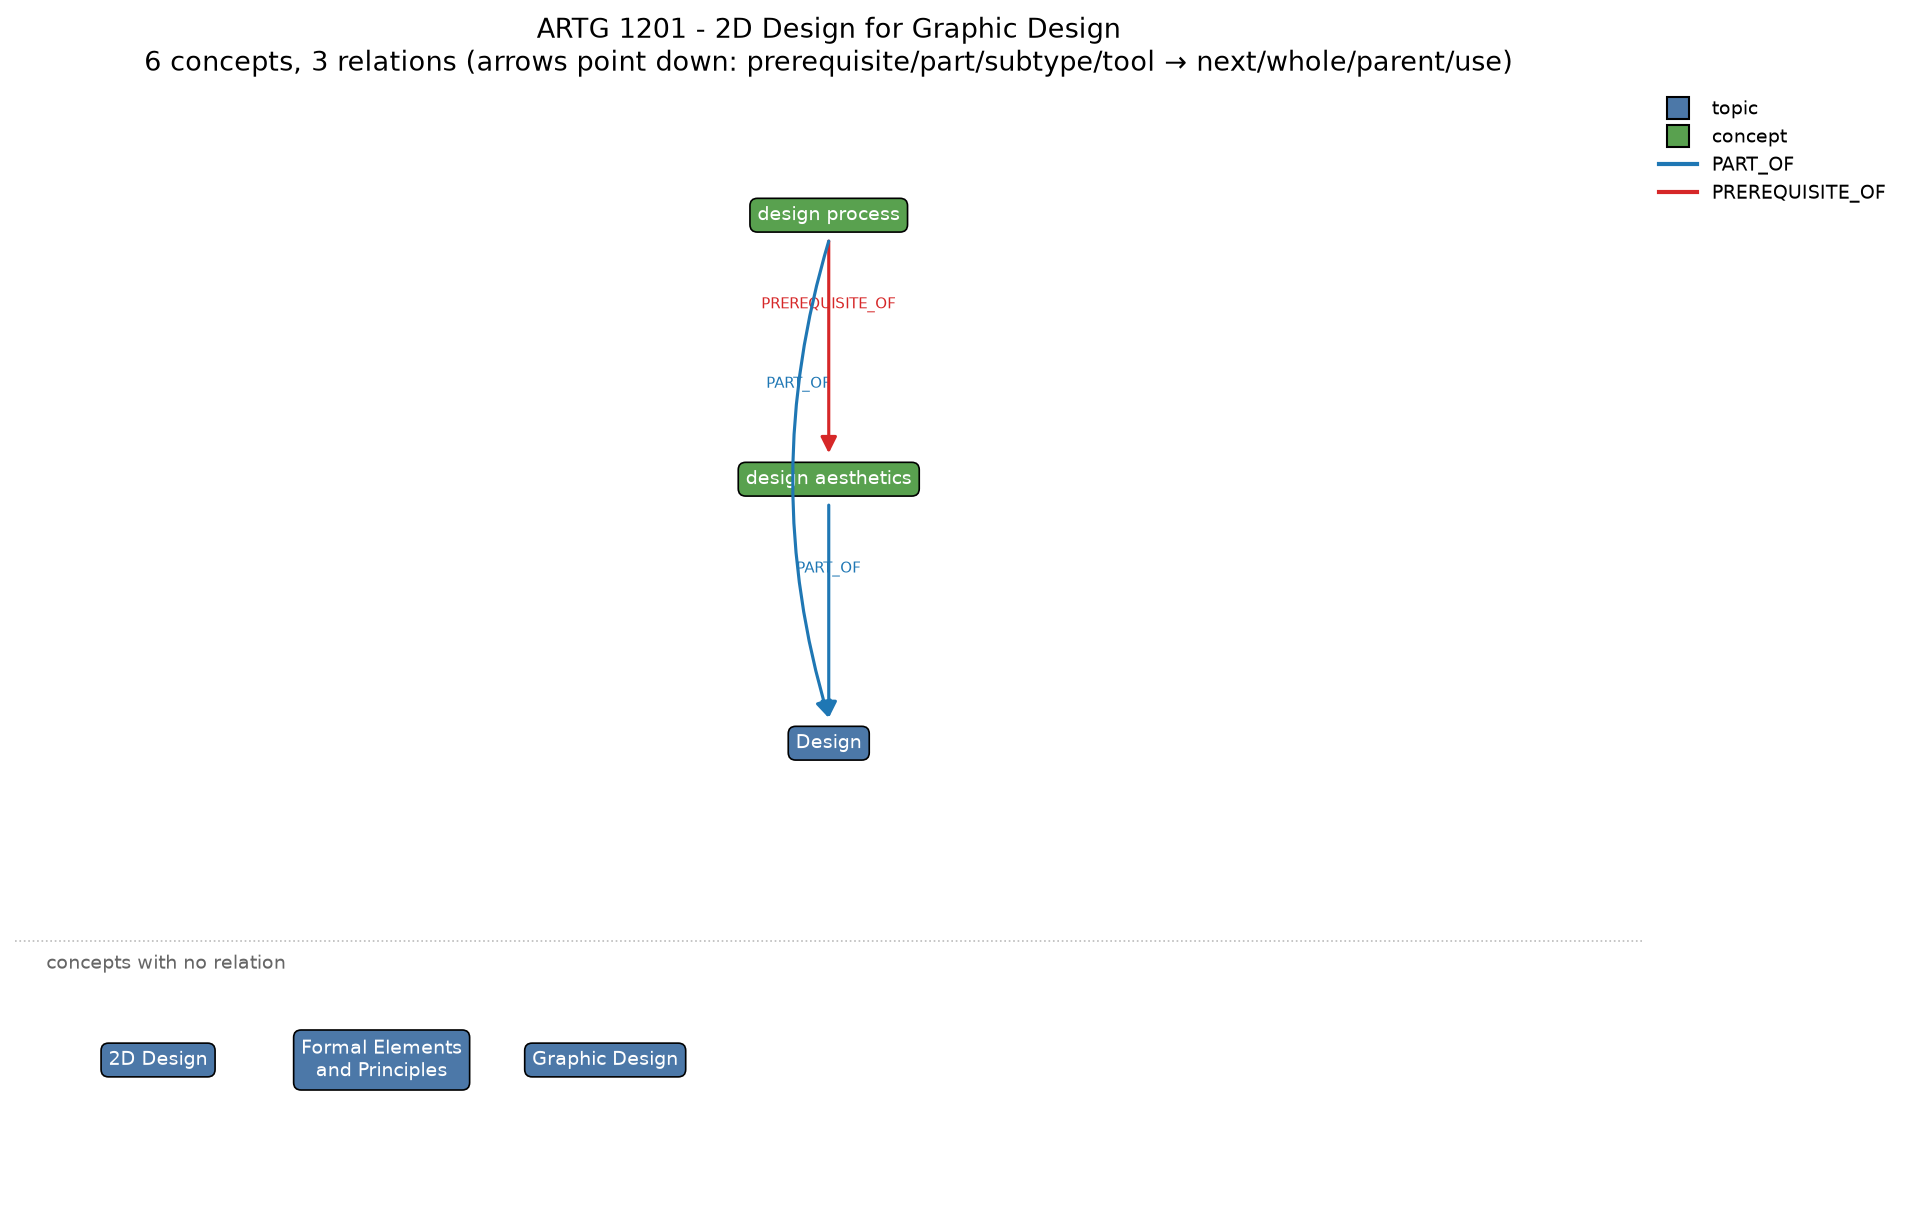 ARTG 1201 - 2D Design for Graphic Design
6 concepts, 3 relations (arrows point down: prerequisite/part/subtype/tool → next/whole/parent/use)
topic
concept
PART_OF
PREREQUISITE_OF
design process
PREREQUISITE_OF
PART_OF
design aesthetics
PART_OF
Design
concepts with no relation
2D Design
Formal Elements
and Principles
Graphic Design